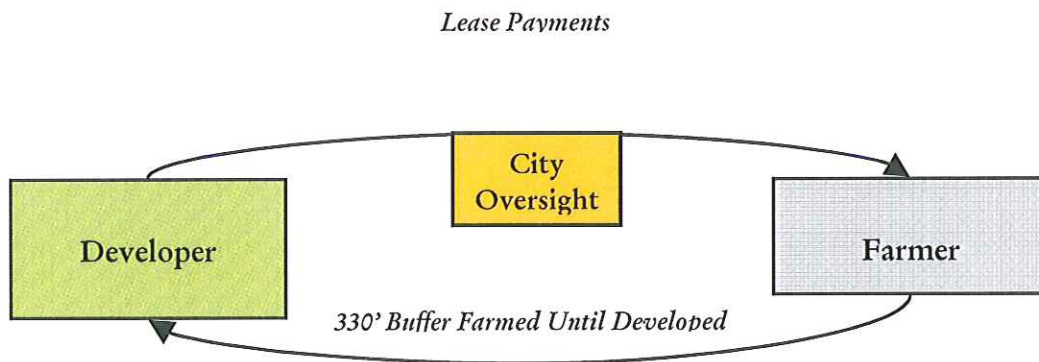 Lease Payments
City
Oversight
Developer
Farmer
330' Buffer Farmed Until Developed